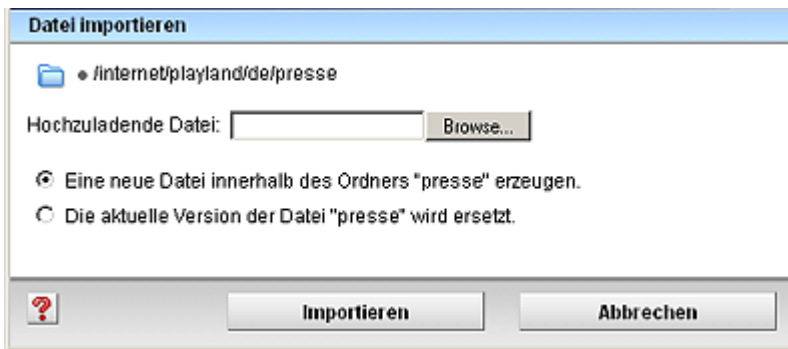 Datei importieren
/internet/playland/de/presse
Hochzuladende Datei: Browse...
Eine neue Datei innerhalb des Ordners "presse" erzeugen.
Die aktuelle Version der Datei "presse" wird ersetzt.
? Importieren Abbrechen